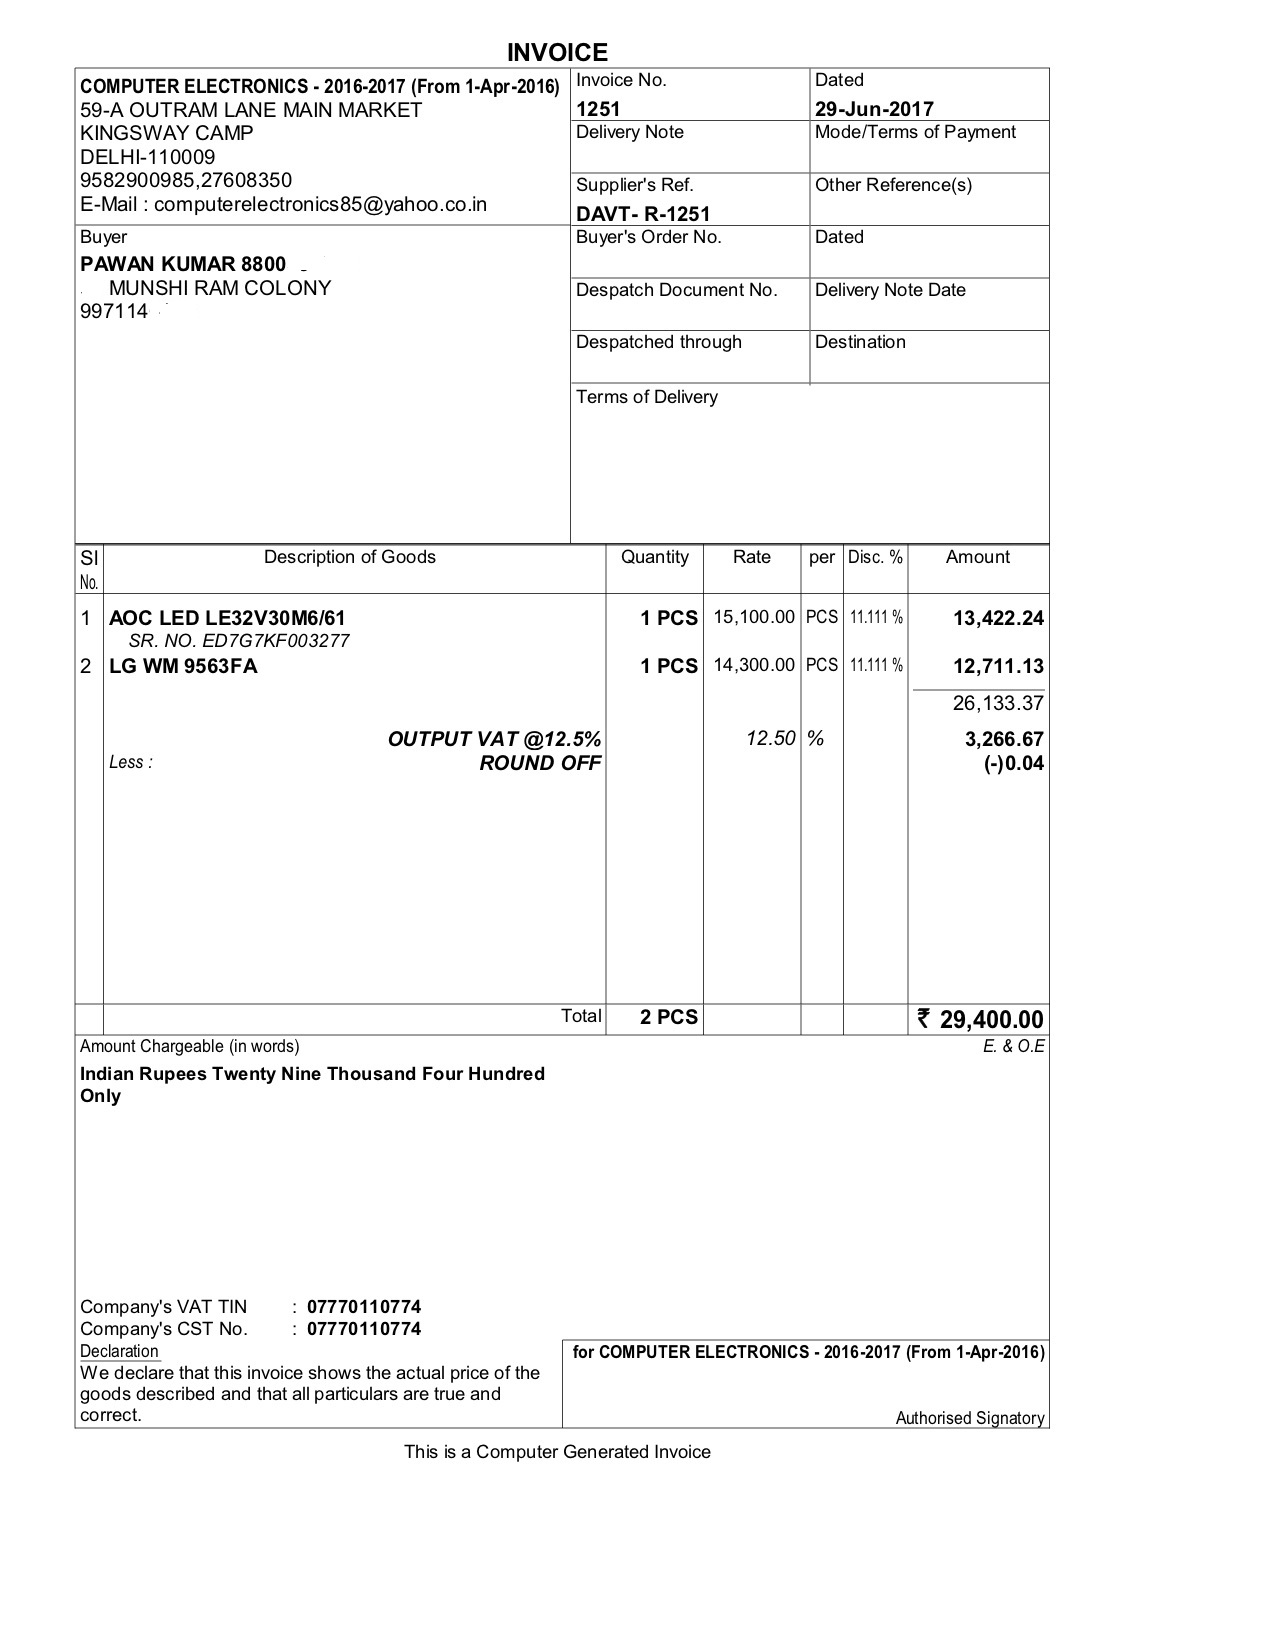 INVOICE
COMPUTER ELECTRONICS - 2016-2017 (From 1-Apr-2016)
59-A OUTRAM LANE MAIN MARKET
KINGSWAY CAMP
DELHI-110009
9582900985,27608350
E-Mail : computerelectronics85@yahoo.co.in
Invoice No.
1251
Dated
29-Jun-2017
Delivery Note
Mode/Terms of Payment
Supplier's Ref.
DAVT- R-1251
Other Reference(s)
Buyer
PAWAN KUMAR 8800
MUNSHI RAM COLONY
997114
Buyer's Order No.
Dated
Despatch Document No.
Delivery Note Date
Despatched through
Destination
Terms of Delivery
SI No. Description of Goods Quantity Rate per Disc. % Amount
1 AOC LED LE32V30M6/61 1 PCS 15,100.00 PCS 11.111 % 13,422.24
SR. NO. ED7G7KF003277
2 LG WM 9563FA 1 PCS 14,300.00 PCS 11.111 % 12,711.13
26,133.37
OUTPUT VAT @12.5% 12.50 % 3,266.67
Less : ROUND OFF (-)0.04
Total 2 PCS ₹ 29,400.00
Amount Chargeable (in words) E. & O.E
Indian Rupees Twenty Nine Thousand Four Hundred
Only
Company's VAT TIN : 07770110774
Company's CST No. : 07770110774
Declaration
We declare that this invoice shows the actual price of the
goods described and that all particulars are true and
correct.
for COMPUTER ELECTRONICS - 2016-2017 (From 1-Apr-2016)
Authorised Signatory
This is a Computer Generated Invoice